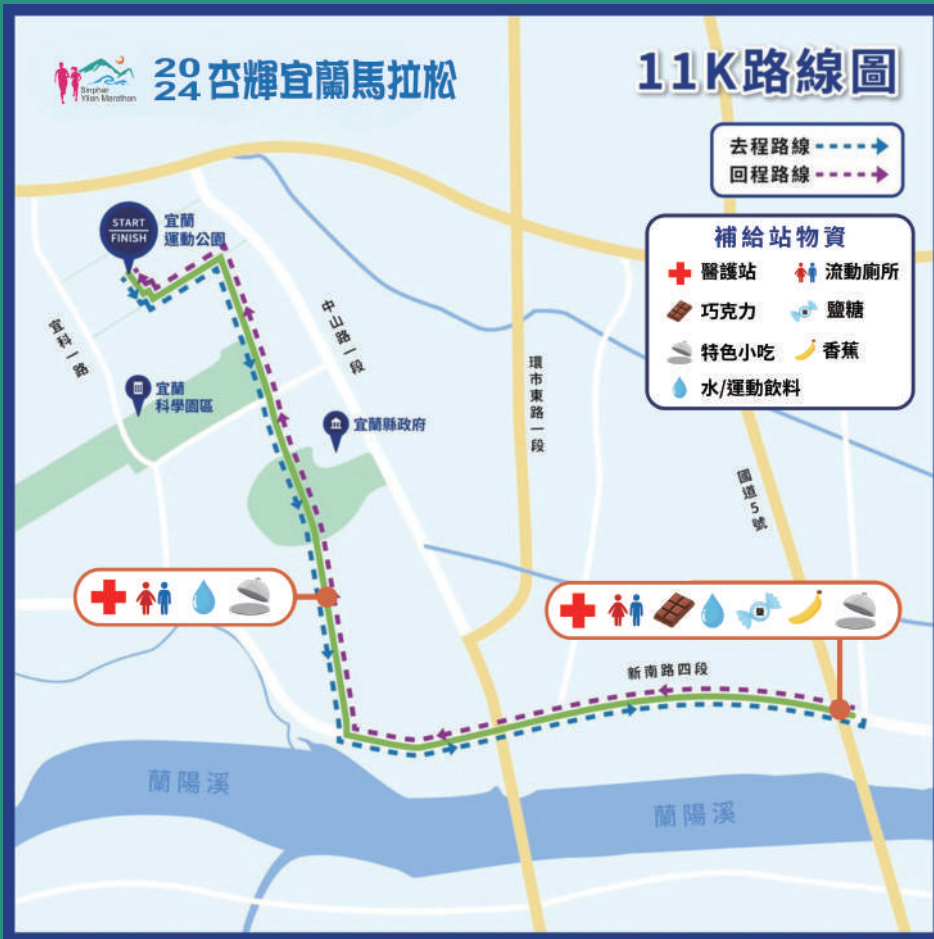 Sinphar
Yilan Marathon
2024杏輝宜蘭馬拉松
11K路線圖
去程路線
回程路線
補給站物資
醫護站
流動廁所
巧克力
鹽糖
特色小吃
香蕉
水/運動飲料
START
FINISH
宜蘭
運動公園
宜科一路
中山路一段
環市東路一段
國道5號
宜蘭
科學園區
宜蘭縣政府
新南路四段
蘭陽溪
蘭陽溪